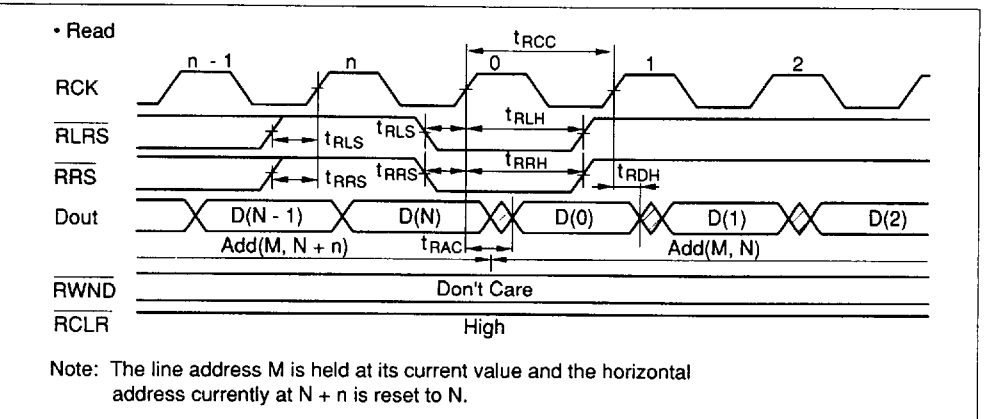 • Read
tRCC
n - 1 n 0 1 2
RCK
RLRS tRLS tRLS tRLH
RRS tRRS tRRS tRRH tRDH
Dout D(N - 1) D(N) D(0) D(1) D(2)
Add(M, N + n) tRAC Add(M, N)
RWND Don't Care
RCLR High
Note: The line address M is held at its current value and the horizontal
address currently at N + n is reset to N.